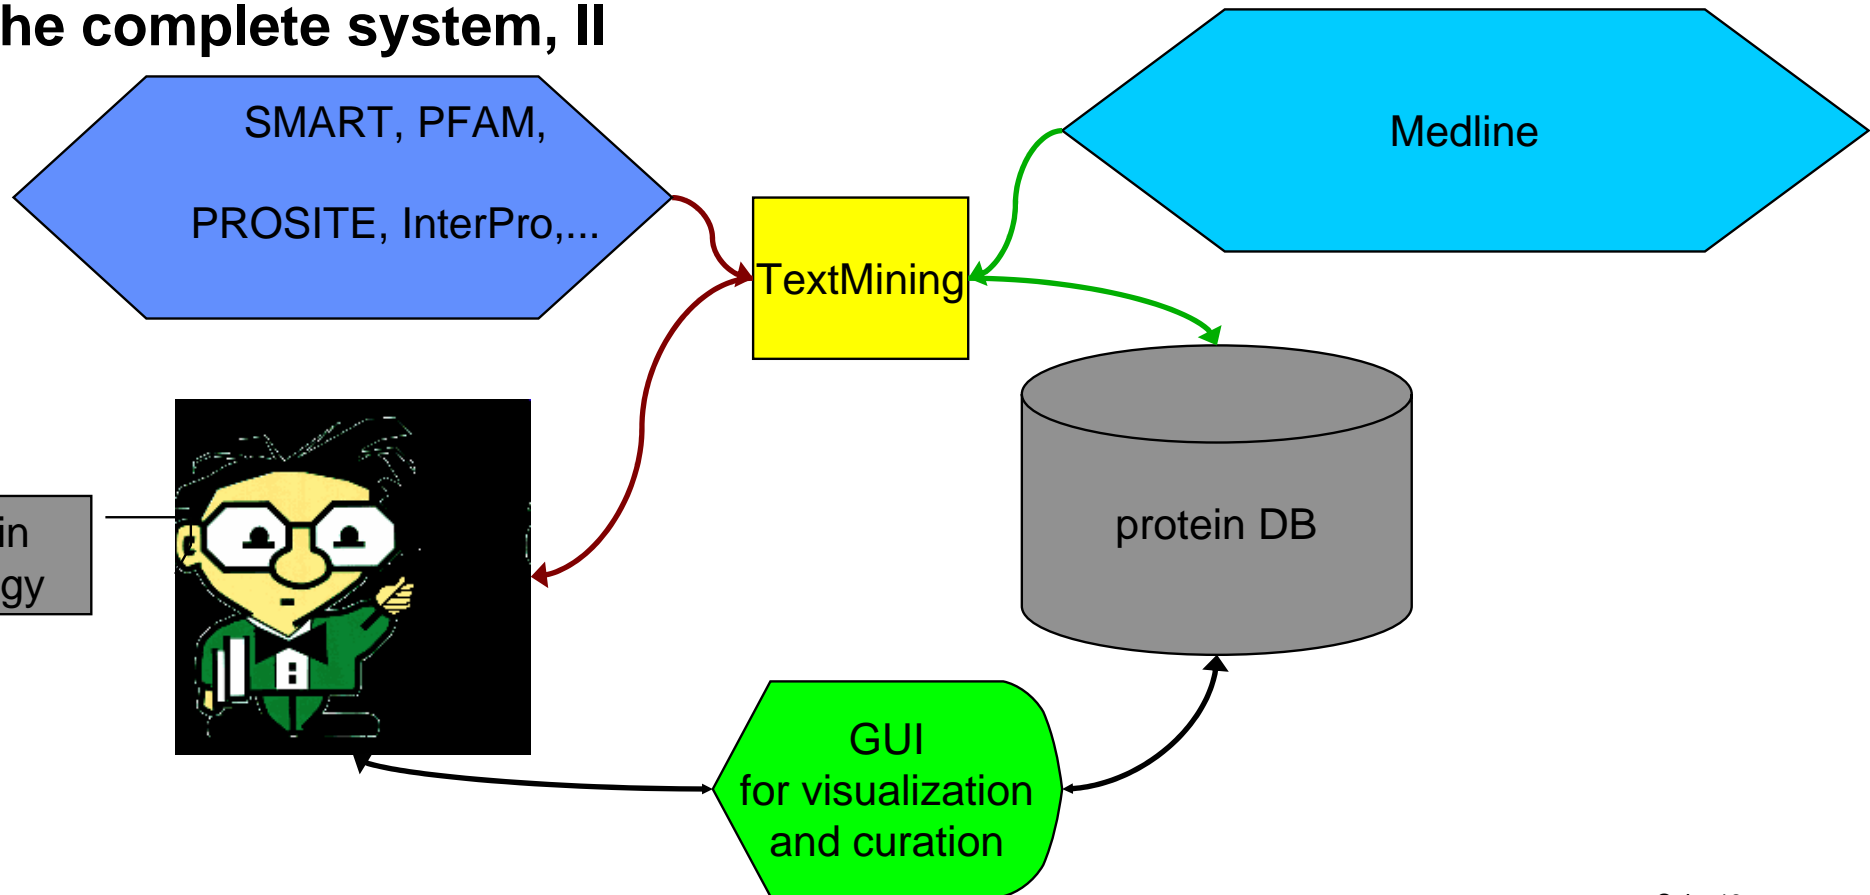 he complete system, II
SMART, PFAM,
PROSITE, InterPro,...
Medline
TextMining
in
gy
protein DB
GUI
for visualization
and curation